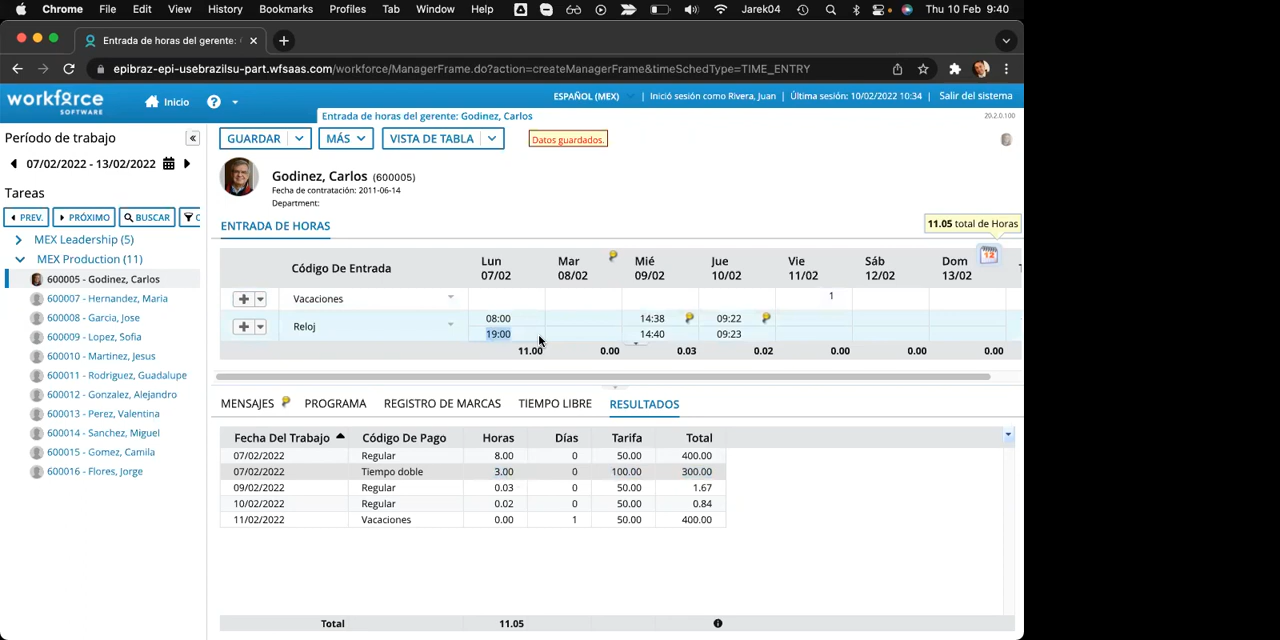 Chrome File Edit View History Bookmarks Profiles Tab Window Help Jarek04 Thu 10 Feb 9:40
Entrada de horas del gerente:
epibraz-epi-usebrazilsu-part.wfsaas.com/workforce/ManagerFrame.do?action=createManagerFrame&timeSchedType=TIME_ENTRY
workforce SOFTWARE Inicio ESPAÑOL (MEX) | Inició sesión como Rivera, Juan | Última sesión: 10/02/2022 10:34 | Salir del sistema
Entrada de horas del gerente: Godinez, Carlos 20.2.0.100
Período de trabajo «
07/02/2022 - 13/02/2022
Tareas
PREV. PRÓXIMO BUSCAR C
MEX Leadership (5)
MEX Production (11)
600005 - Godinez, Carlos
600007 - Hernandez, Maria
600008 - Garcia, Jose
600009 - Lopez, Sofia
600010 - Martinez, Jesus
600011 - Rodriguez, Guadalupe
600012 - Gonzalez, Alejandro
600013 - Perez, Valentina
600014 - Sanchez, Miguel
600015 - Gomez, Camila
600016 - Flores, Jorge
GUARDAR MÁS VISTA DE TABLA Datos guardados.
Godinez, Carlos (600005)
Fecha de contratación: 2011-06-14
Department:
ENTRADA DE HORAS 11.05 total de Horas
Código De Entrada Lun 07/02 Mar 08/02 Mié 09/02 Jue 10/02 Vie 11/02 Sáb 12/02 Dom 13/02 12
Vacaciones 1
Reloj 08:00 14:38 09:22
19:00 14:40 09:23
11.00 0.00 0.03 0.02 0.00 0.00 0.00
MENSAJES PROGRAMA REGISTRO DE MARCAS TIEMPO LIBRE RESULTADOS
Fecha Del Trabajo Código De Pago Horas Días Tarifa Total
07/02/2022 Regular 8.00 0 50.00 400.00
07/02/2022 Tiempo doble 3.00 0 100.00 300.00
09/02/2022 Regular 0.03 0 50.00 1.67
10/02/2022 Regular 0.02 0 50.00 0.84
11/02/2022 Vacaciones 0.00 1 50.00 400.00
Total 11.05